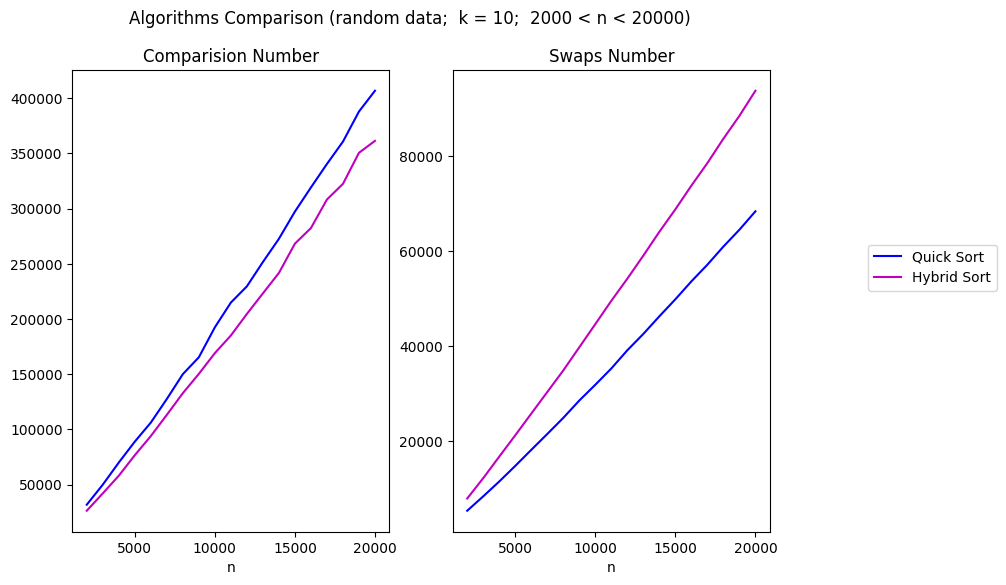 Algorithms Comparison (random data;  k = 10;  2000 < n < 20000)
Comparision Number
400000
350000
300000
250000
200000
150000
100000
50000
5000
10000
15000
20000
n
Swaps Number
80000
60000
40000
20000
5000
10000
15000
20000
n
Quick Sort
Hybrid Sort